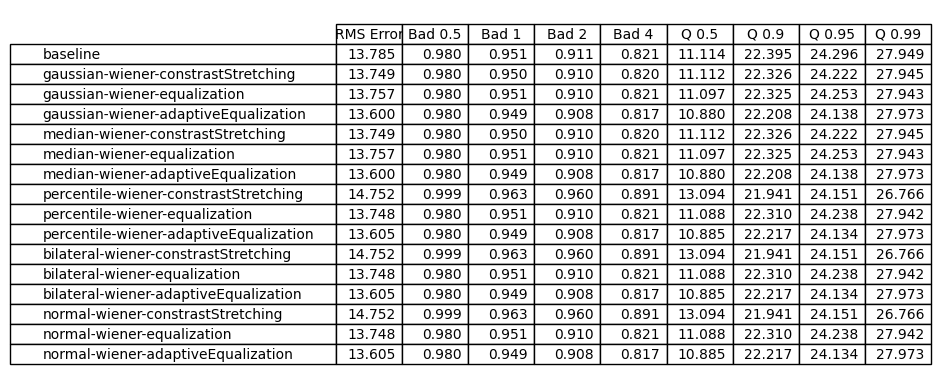 RMS Error Bad 0.5 Bad 1 Bad 2 Bad 4 Q 0.5 Q 0.9 Q 0.95 Q 0.99
baseline 13.785 0.980 0.951 0.911 0.821 11.114 22.395 24.296 27.949
gaussian-wiener-constrastStretching 13.749 0.980 0.950 0.910 0.820 11.112 22.326 24.222 27.945
gaussian-wiener-equalization 13.757 0.980 0.951 0.910 0.821 11.097 22.325 24.253 27.943
gaussian-wiener-adaptiveEqualization 13.600 0.980 0.949 0.908 0.817 10.880 22.208 24.138 27.973
median-wiener-constrastStretching 13.749 0.980 0.950 0.910 0.820 11.112 22.326 24.222 27.945
median-wiener-equalization 13.757 0.980 0.951 0.910 0.821 11.097 22.325 24.253 27.943
median-wiener-adaptiveEqualization 13.600 0.980 0.949 0.908 0.817 10.880 22.208 24.138 27.973
percentile-wiener-constrastStretching 14.752 0.999 0.963 0.960 0.891 13.094 21.941 24.151 26.766
percentile-wiener-equalization 13.748 0.980 0.951 0.910 0.821 11.088 22.310 24.238 27.942
percentile-wiener-adaptiveEqualization 13.605 0.980 0.949 0.908 0.817 10.885 22.217 24.134 27.973
bilateral-wiener-constrastStretching 14.752 0.999 0.963 0.960 0.891 13.094 21.941 24.151 26.766
bilateral-wiener-equalization 13.748 0.980 0.951 0.910 0.821 11.088 22.310 24.238 27.942
bilateral-wiener-adaptiveEqualization 13.605 0.980 0.949 0.908 0.817 10.885 22.217 24.134 27.973
normal-wiener-constrastStretching 14.752 0.999 0.963 0.960 0.891 13.094 21.941 24.151 26.766
normal-wiener-equalization 13.748 0.980 0.951 0.910 0.821 11.088 22.310 24.238 27.942
normal-wiener-adaptiveEqualization 13.605 0.980 0.949 0.908 0.817 10.885 22.217 24.134 27.973